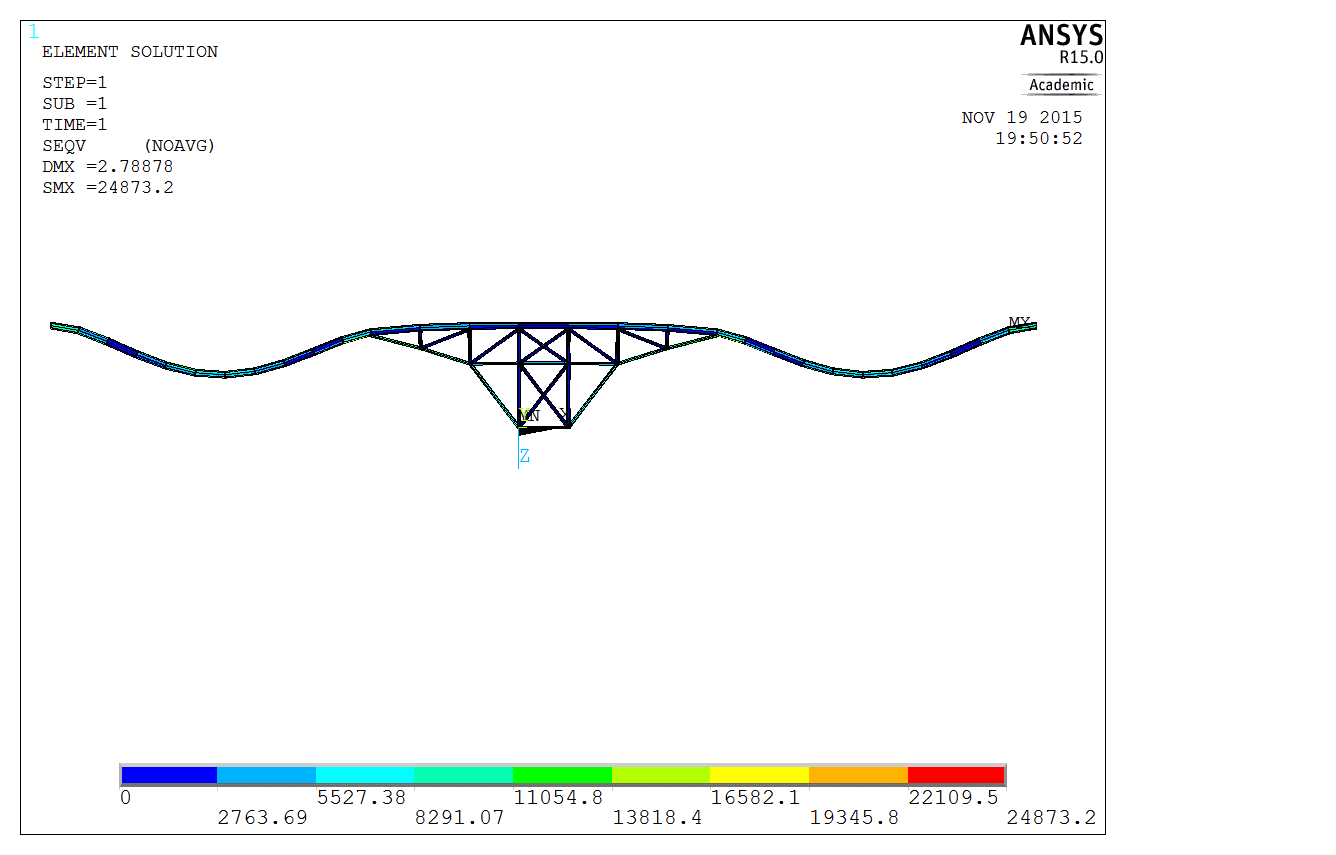 1
ELEMENT SOLUTION
STEP=1
SUB =1
TIME=1
SEQV (NOAVG)
DMX =2.78878
SMX =24873.2
ANSYS
R15.0
Academic
NOV 19 2015
19:50:52
MX
MN
X
Z
0
2763.69
5527.38
8291.07
11054.8
13818.4
16582.1
19345.8
22109.5
24873.2